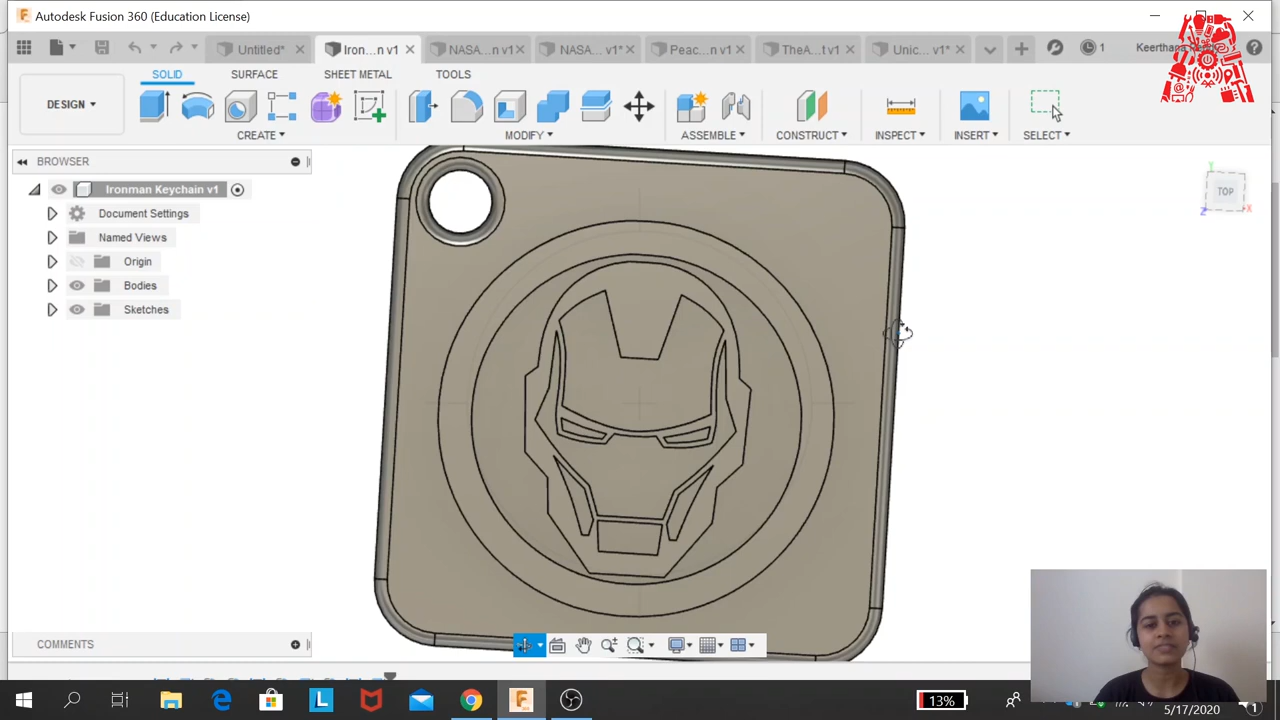 Autodesk Fusion 360 (Education License)
Untitled*
Iron...n v1
NASA...
NASA... v1*
Peac...n v1
TheA...t v1
Unic... v1*
1
Keerthana
SOLID
SURFACE
SHEET METAL
TOOLS
DESIGN
CREATE
MODIFY
ASSEMBLE
CONSTRUCT
INSPECT
INSERT
SELECT
BROWSER
Ironman Keychain v1
Document Settings
Named Views
Origin
Bodies
Sketches
TOP
Y
X
Z
COMMENTS
13%
5/17/2020
1